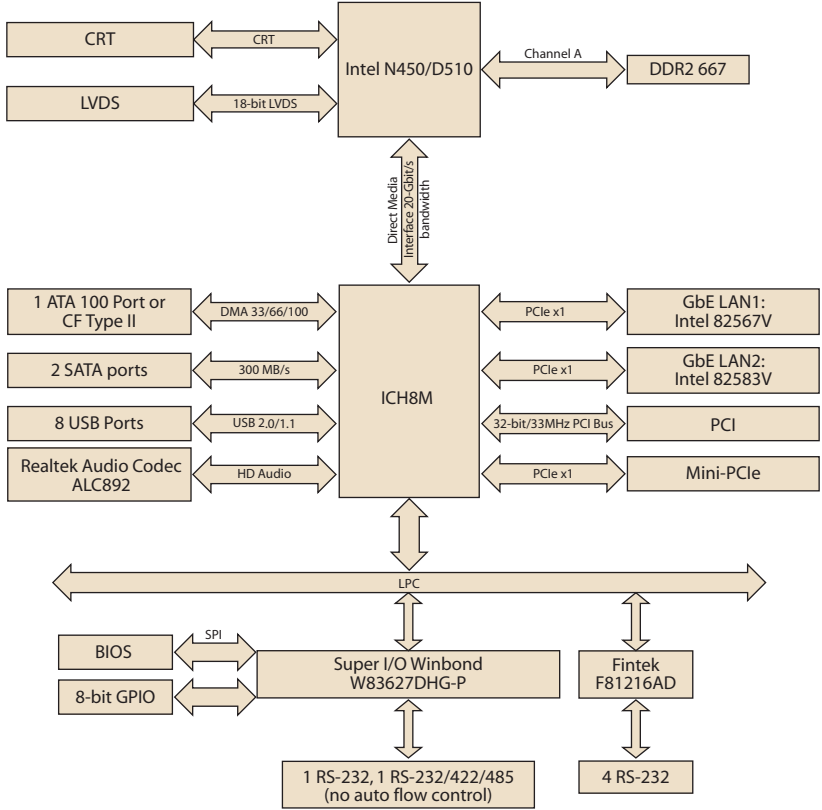 CRT
CRT
Intel N450/D510
Channel A
DDR2 667
LVDS
18-bit LVDS
Direct Media
Interface 20-Gbit/s
bandwidth
1 ATA 100 Port or
CF Type II
DMA 33/66/100
PCIe x1
GbE LAN1:
Intel 82567V
2 SATA ports
300 MB/s
ICH8M
PCIe x1
GbE LAN2:
Intel 82583V
8 USB Ports
USB 2.0/1.1
32-bit/33MHz PCI Bus
PCI
Realtek Audio Codec
ALC892
HD Audio
PCIe x1
Mini-PCIe
LPC
BIOS
SPI
Super I/O Winbond
W83627DHG-P
Fintek
F81216AD
8-bit GPIO
1 RS-232, 1 RS-232/422/485
(no auto flow control)
4 RS-232